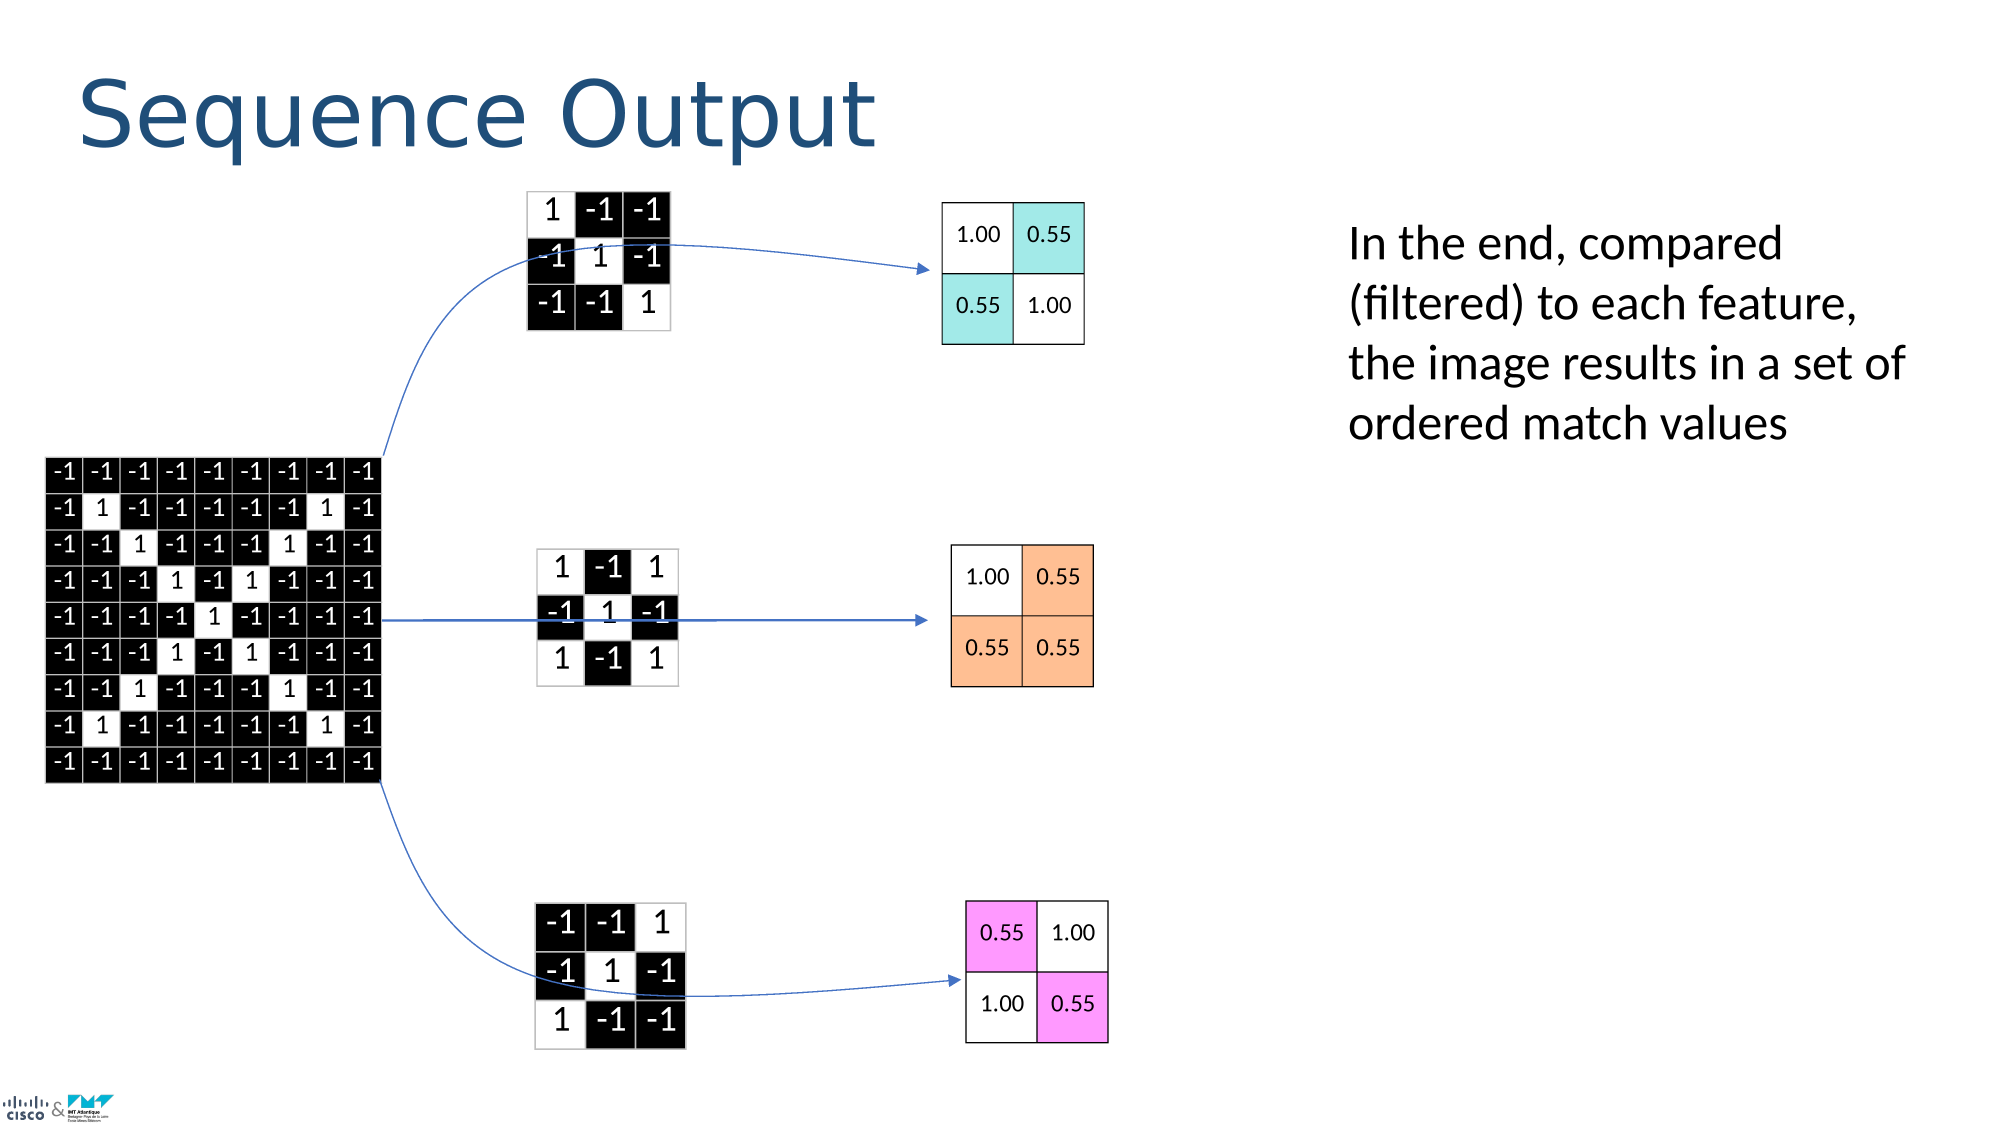 Sequence Output
1 -1 -1
-1 1 -1
-1 -1 1
1.00 0.55
0.55 1.00
In the end, compared
(filtered) to each feature,
the image results in a set of
ordered match values
-1 -1 -1 -1 -1 -1 -1 -1 -1
-1 1 -1 -1 -1 -1 -1 1 -1
-1 -1 1 -1 -1 -1 1 -1 -1
-1 -1 -1 1 -1 1 -1 -1 -1
-1 -1 -1 -1 1 -1 -1 -1 -1
-1 -1 -1 1 -1 1 -1 -1 -1
-1 -1 1 -1 -1 -1 1 -1 -1
-1 1 -1 -1 -1 -1 -1 1 -1
-1 -1 -1 -1 -1 -1 -1 -1 -1
1 -1 1
-1 1 -1
1 -1 1
1.00 0.55
0.55 0.55
-1 -1 1
-1 1 -1
1 -1 -1
0.55 1.00
1.00 0.55
CISCO &
IMT Atlantique